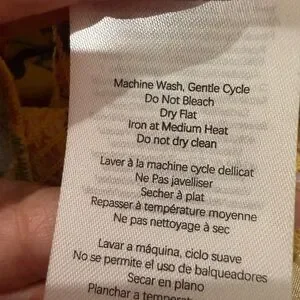 Machine Wash, Gentle Cycle
Do Not Bleach
Dry Flat
Iron at Medium Heat
Do not dry clean
Laver à la machine cycle dellicat
Ne Pas javelliser
Secher à plat
Repasser à température moyenne
Ne pas nettoyage à sec
Lavar a máquina, ciclo suave
No se permite el uso de balqueadores
Secar en plano
Planchar a